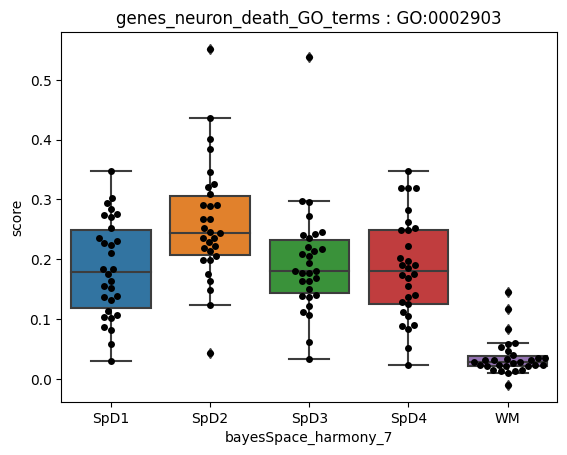 genes_neuron_death_GO_terms : GO:0002903
0.5
0.4
0.3
0.2
0.1
0.0
score
SpD1 SpD2 SpD3 SpD4 WM
bayesSpace_harmony_7